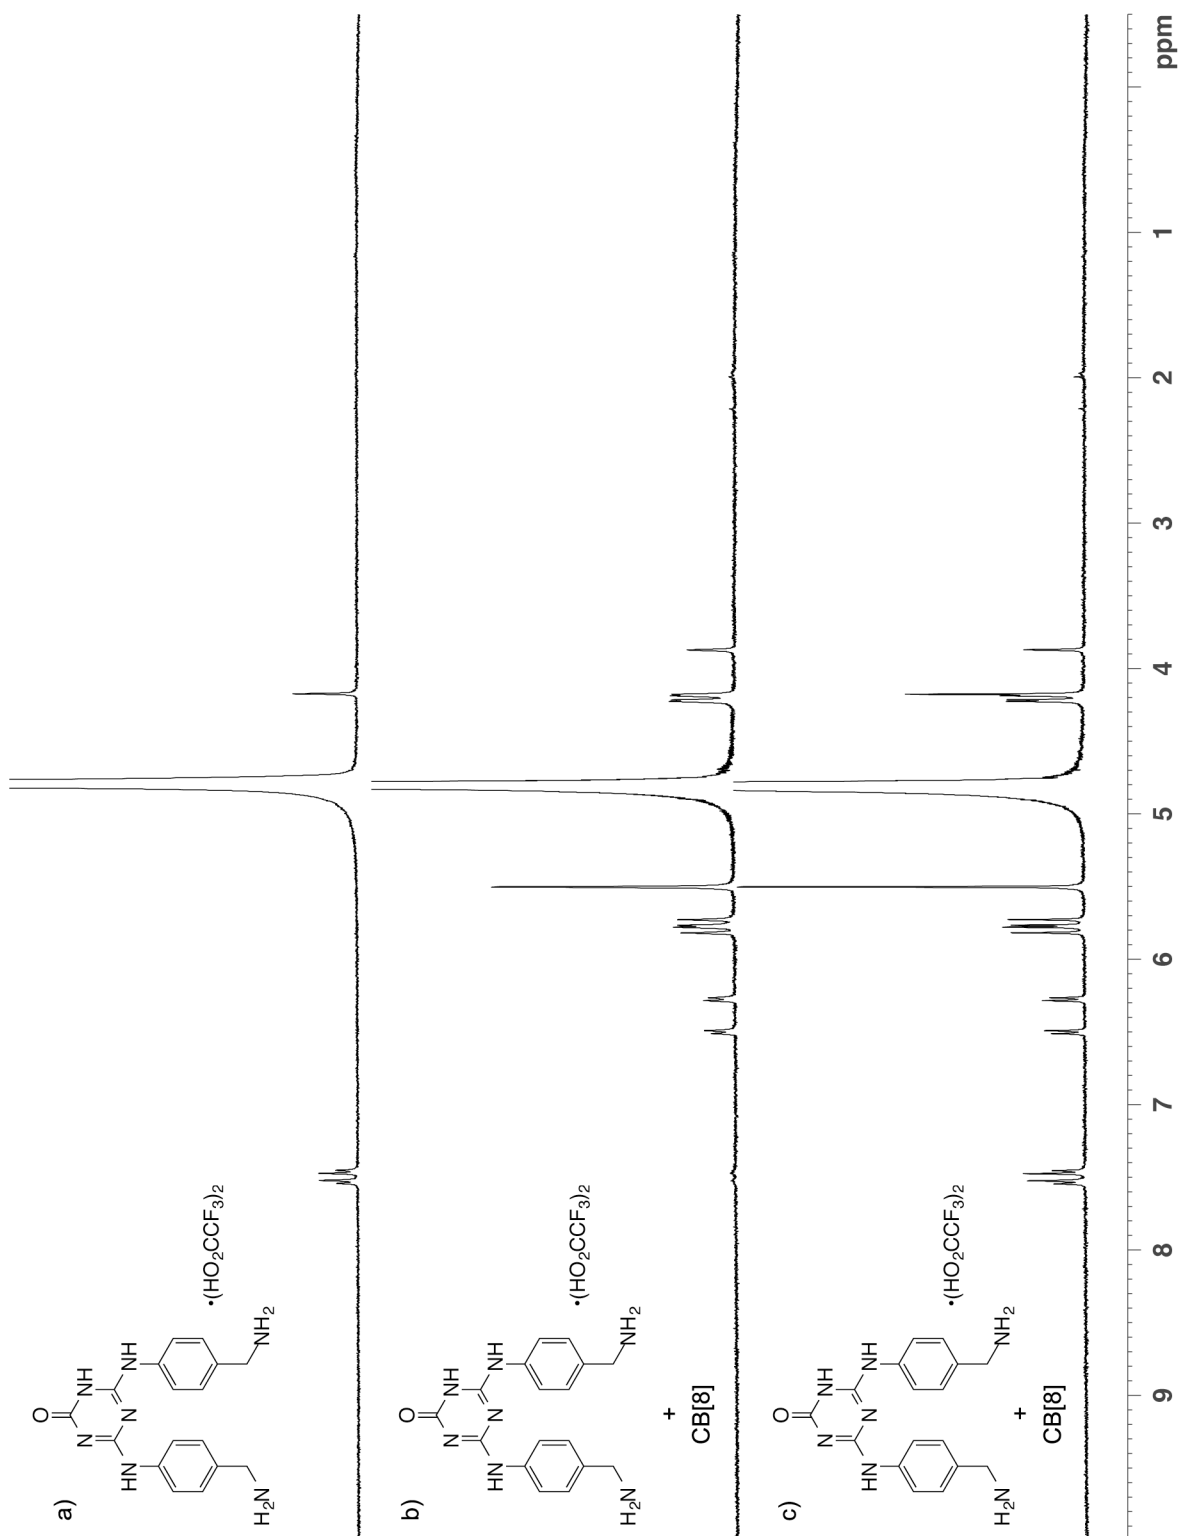 a)
O
N
NH
HN
N
NH
H₂N
NH₂
•(HO₂CCF₃)₂
b)
O
N
NH
HN
N
NH
H₂N
NH₂
•(HO₂CCF₃)₂
+
CB[8]
c)
O
N
NH
HN
N
NH
H₂N
NH₂
•(HO₂CCF₃)₂
+
CB[8]
9 8 7 6 5 4 3 2 1 ppm